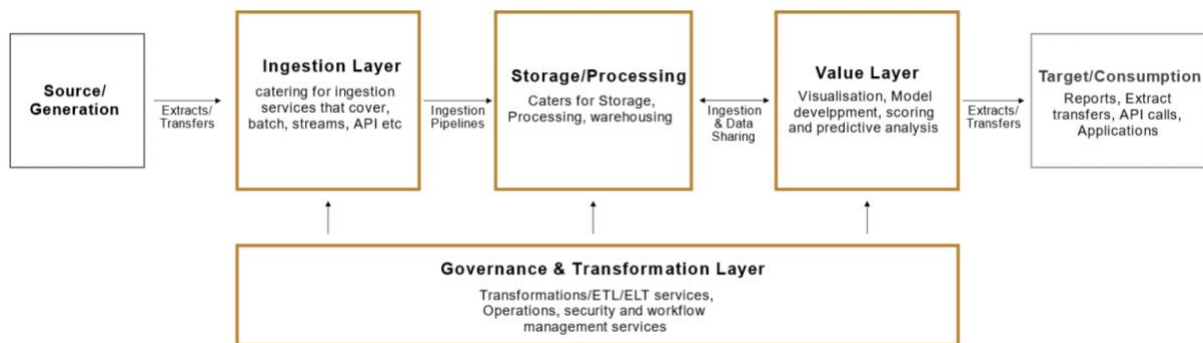 Source/
Generation
Extracts/
Transfers
Ingestion Layer
catering for ingestion
services that cover,
batch, streams, API etc
Ingestion
Pipelines
Storage/Processing
Caters for Storage,
Processing, warehousing
Ingestion
& Data
Sharing
Value Layer
Visualisation, Model
develppment, scoring
and predictive analysis
Extracts/
Transfers
Target/Consumption
Reports, Extract
transfers, API calls,
Applications
Governance & Transformation Layer
Transformations/ETL/ELT services,
Operations, security and workflow
management services